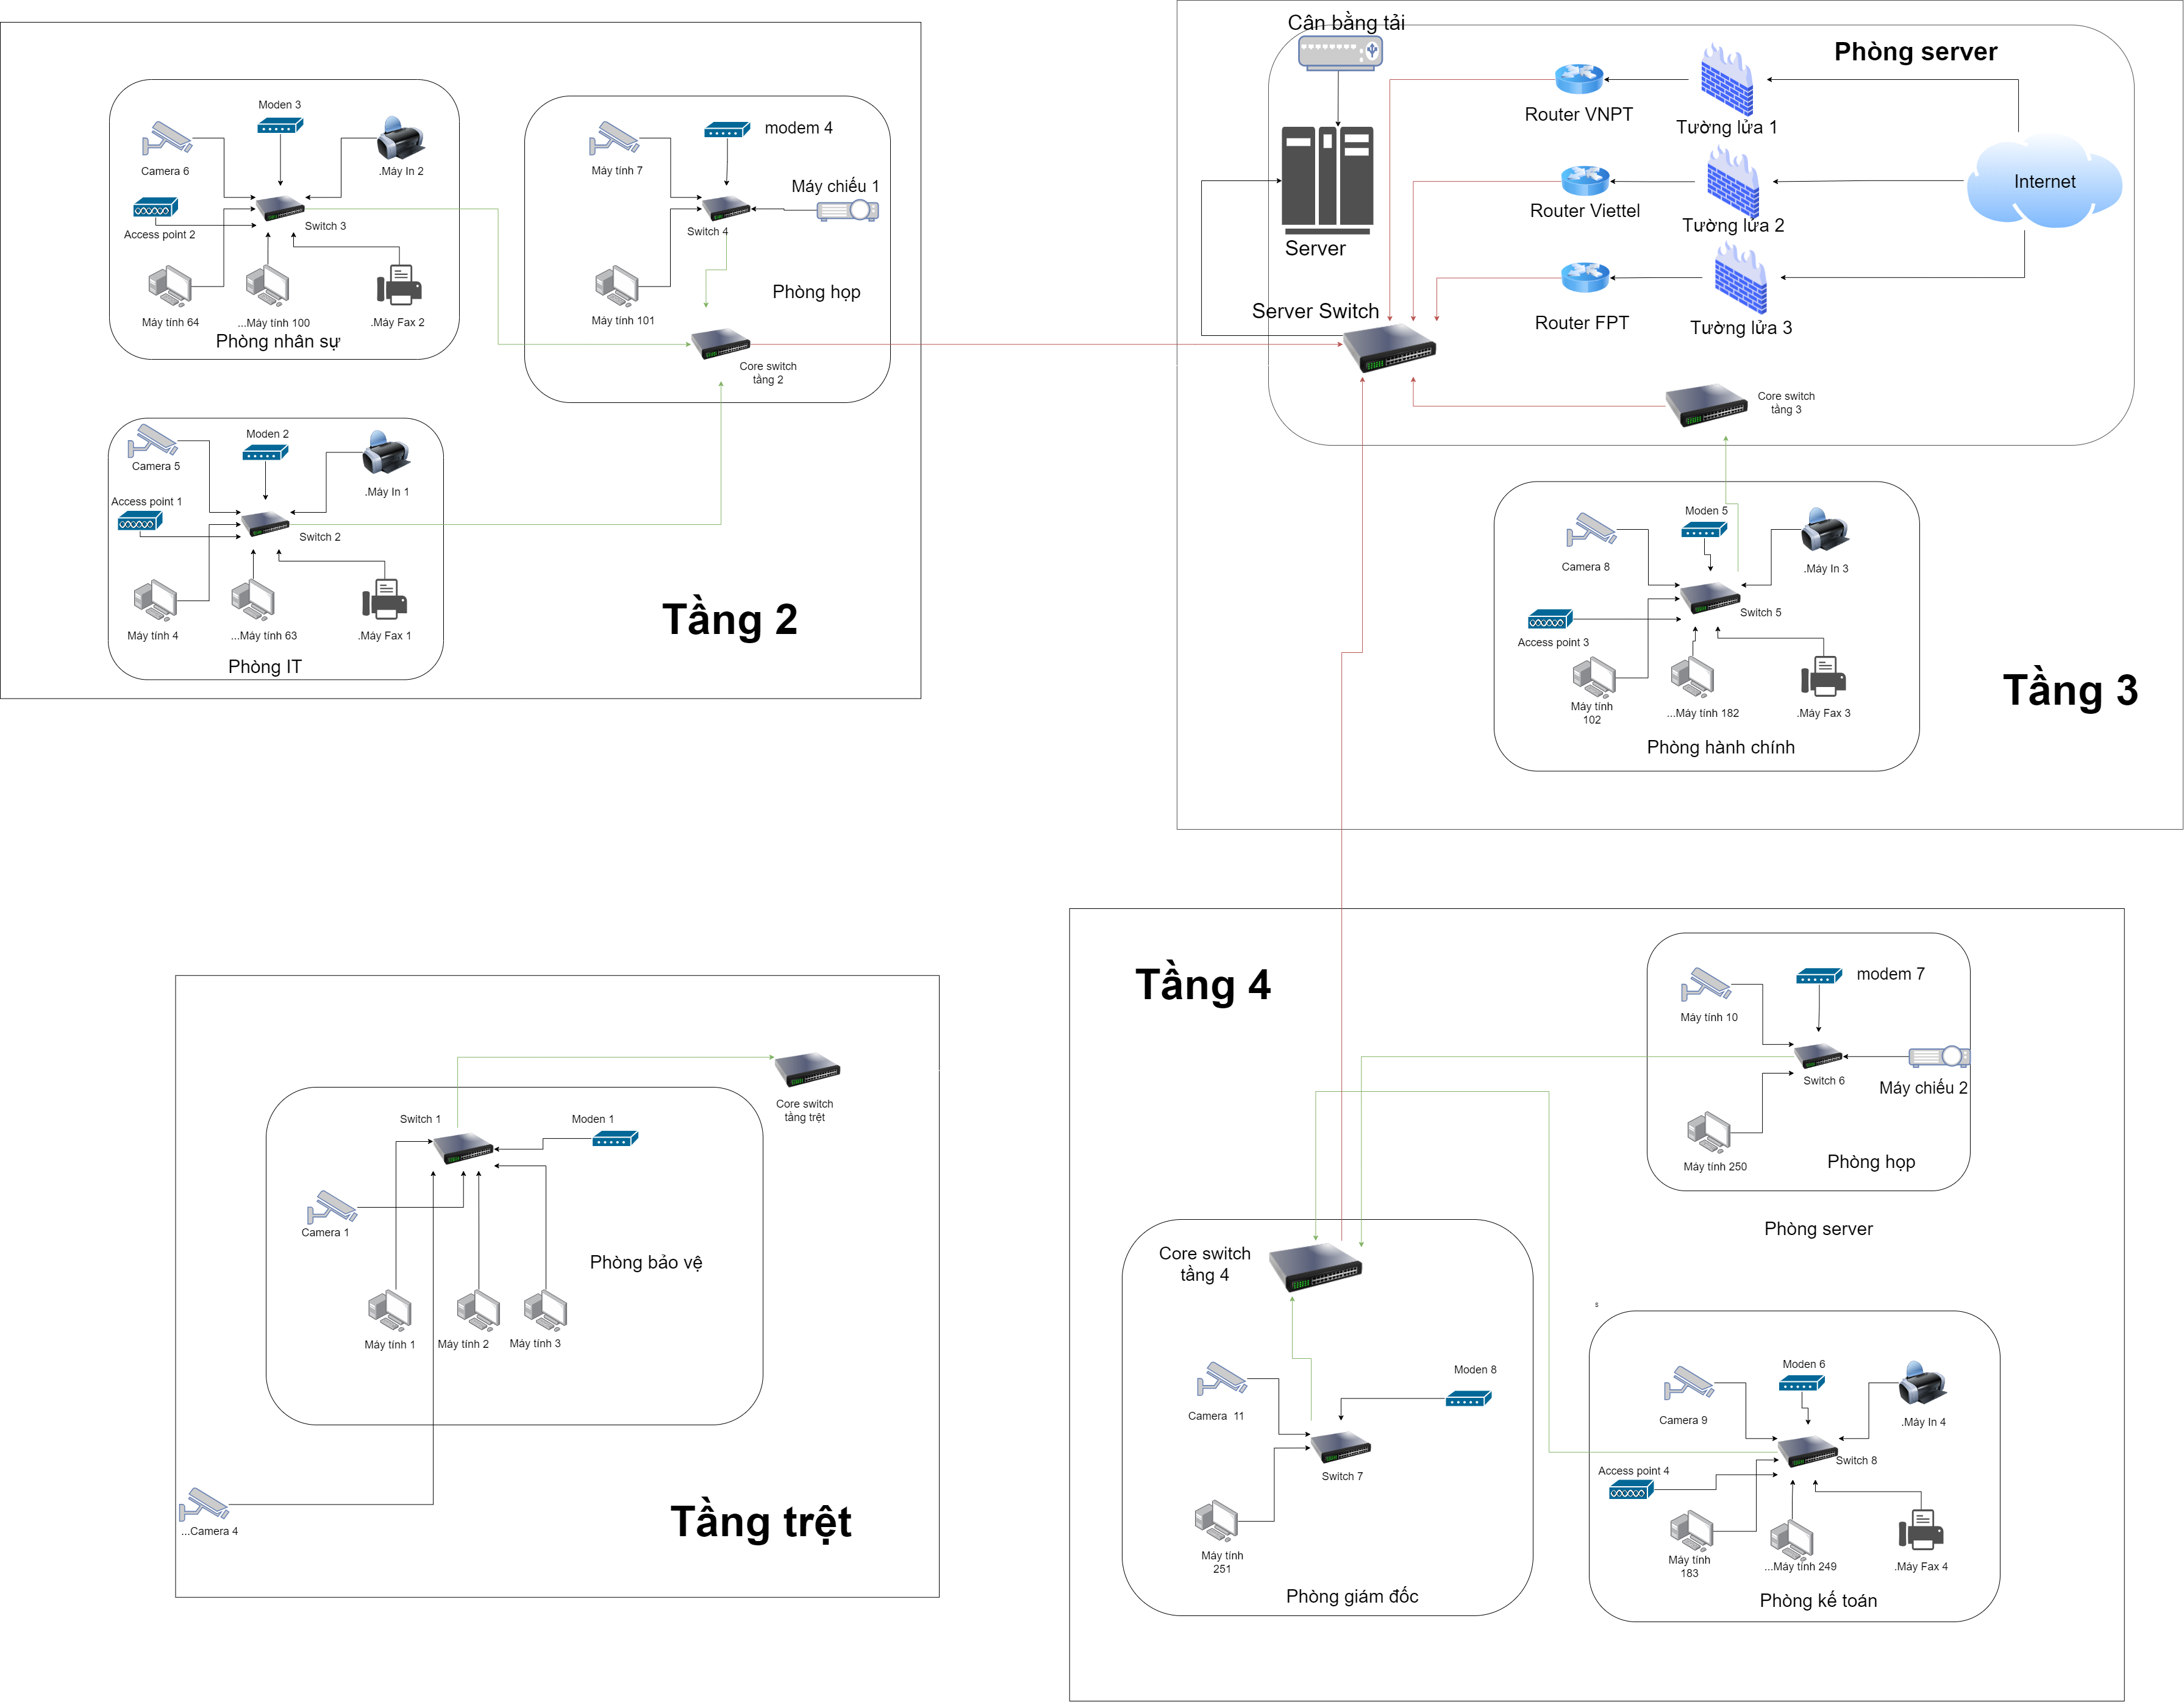 Moden 3
Camera 6
.Máy In 2
Access point 2
Switch 3
Máy tính 64
...Máy tính 100
.Máy Fax 2
Phòng nhân sự
modem 4
Máy tính 7
Máy chiếu 1
Switch 4
Máy tính 101
Phòng họp
Core switch
tầng 2
Moden 2
Camera 5
.Máy In 1
Access point 1
Switch 2
Máy tính 4
...Máy tính 63
.Máy Fax 1
Phòng IT
Tầng 2
Cân bằng tải
Phòng server
Router VNPT
Tường lửa 1
Internet
Router Viettel
Tường lửa 2
Server
Server Switch
Router FPT
Tường lửa 3
Core switch
tầng 3
Moden 5
Camera 8
.Máy In 3
Switch 5
Access point 3
Máy tính
102
...Máy tính 182
.Máy Fax 3
Phòng hành chính
Tầng 3
Core switch
tầng trệt
Switch 1
Moden 1
Camera 1
Phòng bảo vệ
Máy tính 1
Máy tính 2
Máy tính 3
...Camera 4
Tầng trệt
Tầng 4
modem 7
Máy tính 10
Switch 6
Máy chiếu 2
Máy tính 250
Phòng họp
Phòng server
Core switch
tầng 4
Moden 8
Camera  11
Switch 7
Máy tính
251
Phòng giám đốc
$
Moden 6
Camera 9
.Máy In 4
Switch 8
Access point 4
Máy tính
183
...Máy tính 249
.Máy Fax 4
Phòng kế toán